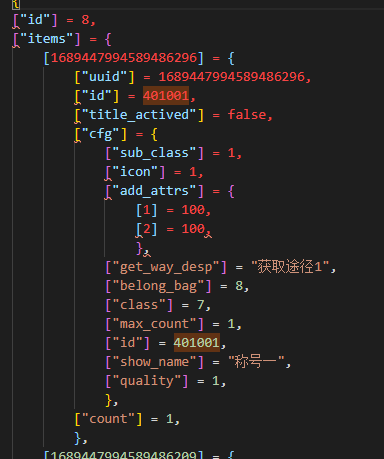 {
["id"] = 8,
["items"] = {
[1689447994589486296] = {
["uuid"] = 1689447994589486296,
["id"] = 401001,
["title_actived"] = false,
["cfg"] = {
["sub_class"] = 1,
["icon"] = 1,
["add_attrs"] = {
[1] = 100,
[2] = 100,
},
["get_way_desp"] = "获取途径1",
["belong_bag"] = 8,
["class"] = 7,
["max_count"] = 1,
["id"] = 401001,
["show_name"] = "称号一",
["quality"] = 1,
},
["count"] = 1,
},
[1689447994589486209] = {